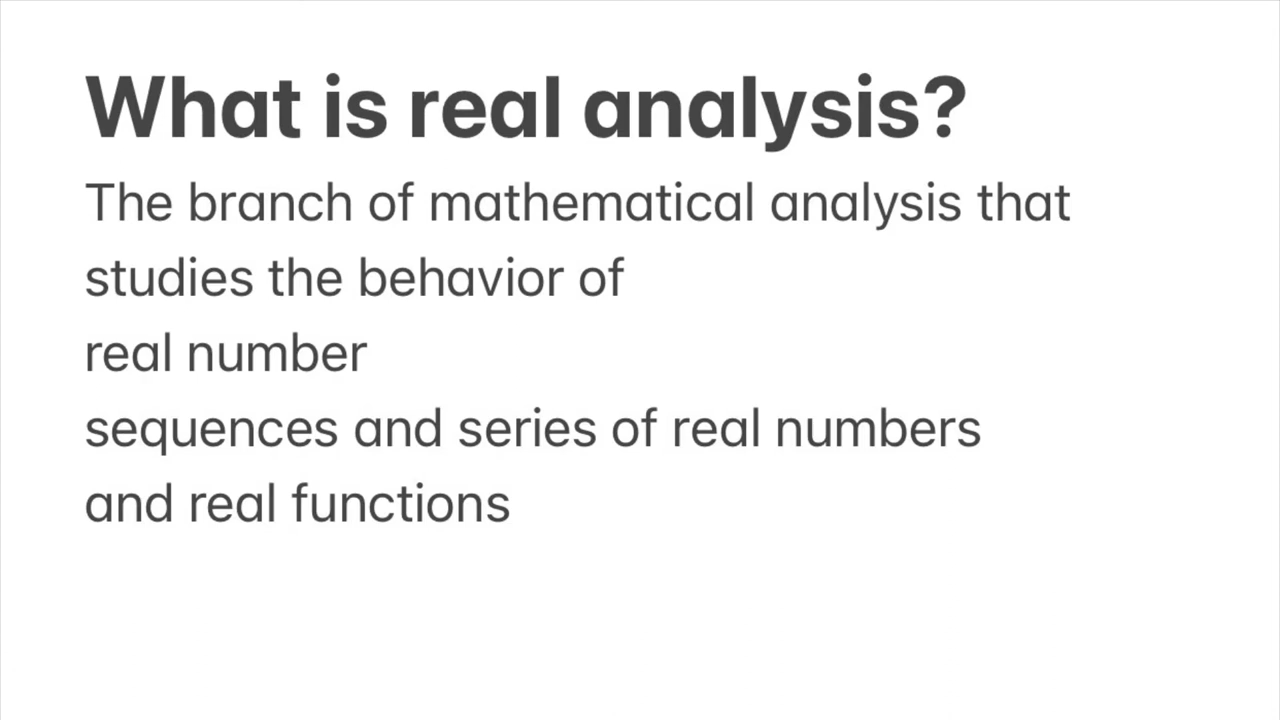 What is real analysis?
The branch of mathematical analysis that
studies the behavior of
real number
sequences and series of real numbers
and real functions